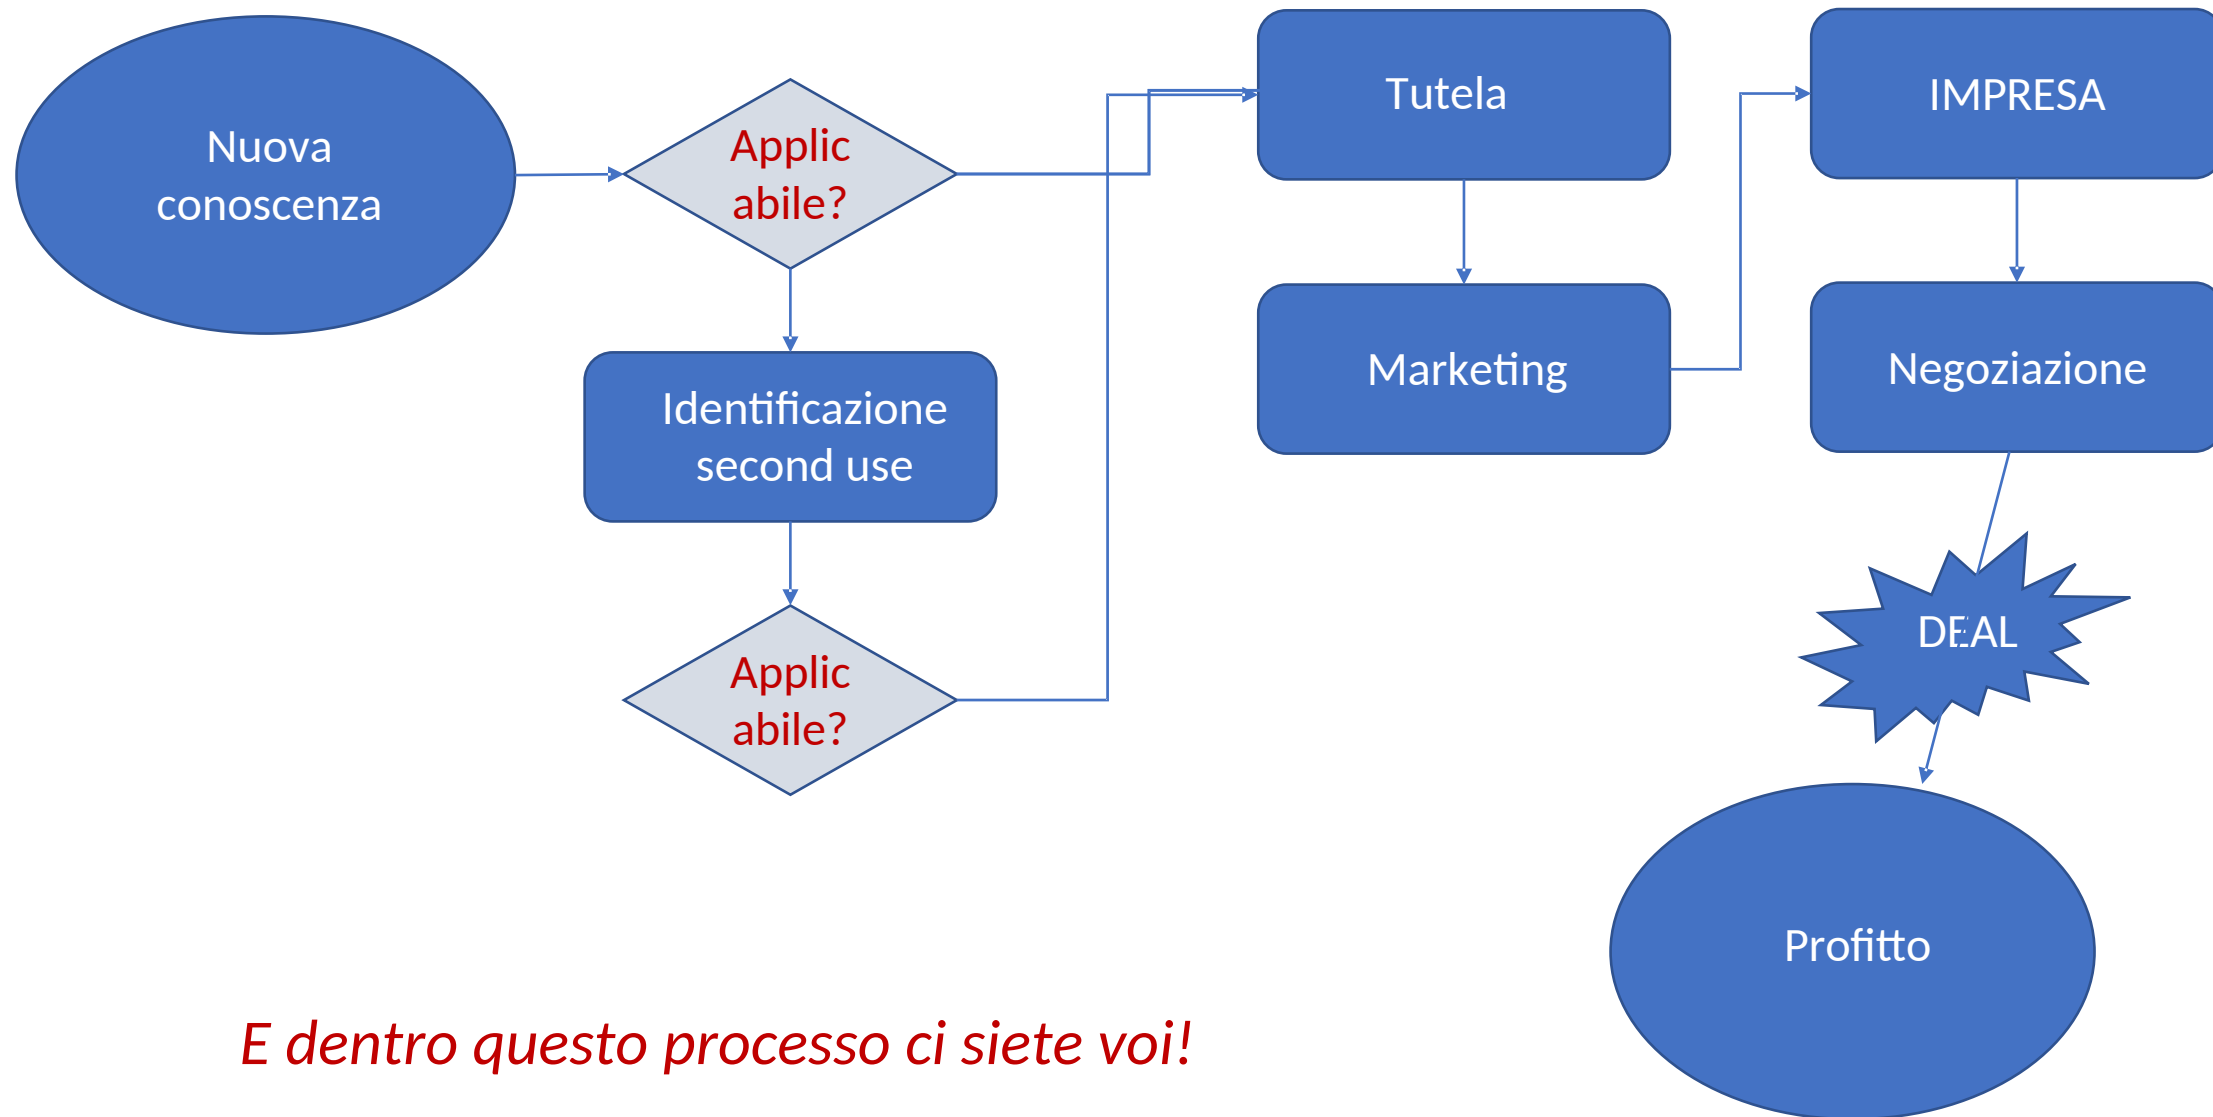 Nuova
conoscenza
Applic
abile?
Identificazione
second use
Applic
abile?
Tutela
Marketing
IMPRESA
Negoziazione
DEAL
Profitto
E dentro questo processo ci siete voi!